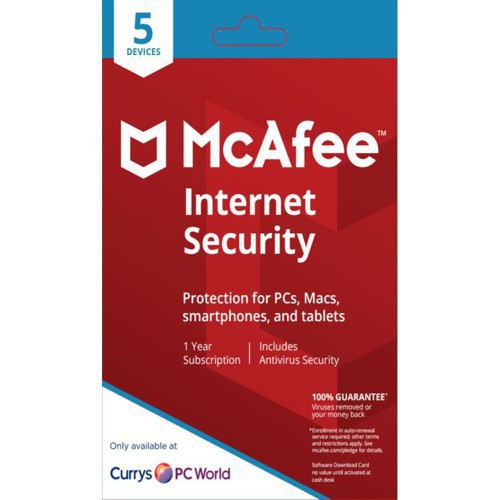 5
DEVICES
McAfee™
Internet
Security
Protection for PCs, Macs,
smartphones, and tablets
1 Year
Subscription
Includes
Antivirus Security
100% GUARANTEE*
Viruses removed or
your money back
*Enrollment in auto-renewal
service required; other terms
and restrictions apply. See
mcafee.com/pledge for details.
Software Download Card
no value until activated at
cash desk
Only available at
Currys PC World